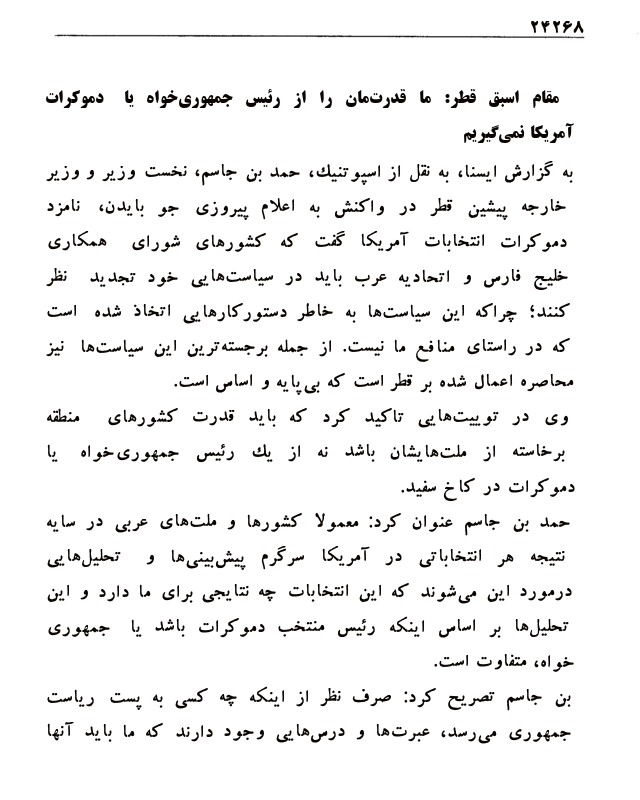 ۲۴۲۶۸
مقام اسبق قطر: ما قدرت‌مان را از رئیس جمهوری‌خواه یا دموکرات
آمریکا نمی‌گیریم
به گزارش ایسنا، به نقل از اسپوتنیك، حمد بن جاسم، نخست وزیر و وزیر
خارجه پیشین قطر در واکنش به اعلام پیروزی جو بایدن، نامزد
دموکرات انتخابات آمریکا گفت که کشورهای شورای همکاری
خلیج فارس و اتحادیه عرب باید در سیاست‌هایی خود تجدید نظر
کنند؛ چراکه این سیاست‌ها به خاطر دستورکارهایی اتخاذ شده است
که در راستای منافع ما نیست. از جمله برجسته‌ترین این سیاست‌ها نیز
محاصره اعمال شده بر قطر است که بی‌پایه و اساس است.
وی در توییت‌هایی تاکید کرد که باید قدرت کشورهای منطقه
برخاسته از ملت‌هایشان باشد نه از یك رئیس جمهوری‌خواه یا
دموکرات در کاخ سفید.
حمد بن جاسم عنوان کرد: معمولا کشورها و ملت‌های عربی در سایه
نتیجه هر انتخاباتی در آمریکا سرگرم پیش‌بینی‌ها و تحلیل‌هایی
درمورد این می‌شوند که این انتخابات چه نتایجی برای ما دارد و این
تحلیل‌ها بر اساس اینکه رئیس منتخب دموکرات باشد یا جمهوری
خواه، متفاوت است.
بن جاسم تصریح کرد: صرف نظر از اینکه چه کسی به پست ریاست
جمهوری می‌رسد، عبرت‌ها و درس‌هایی وجود دارند که ما باید آنها